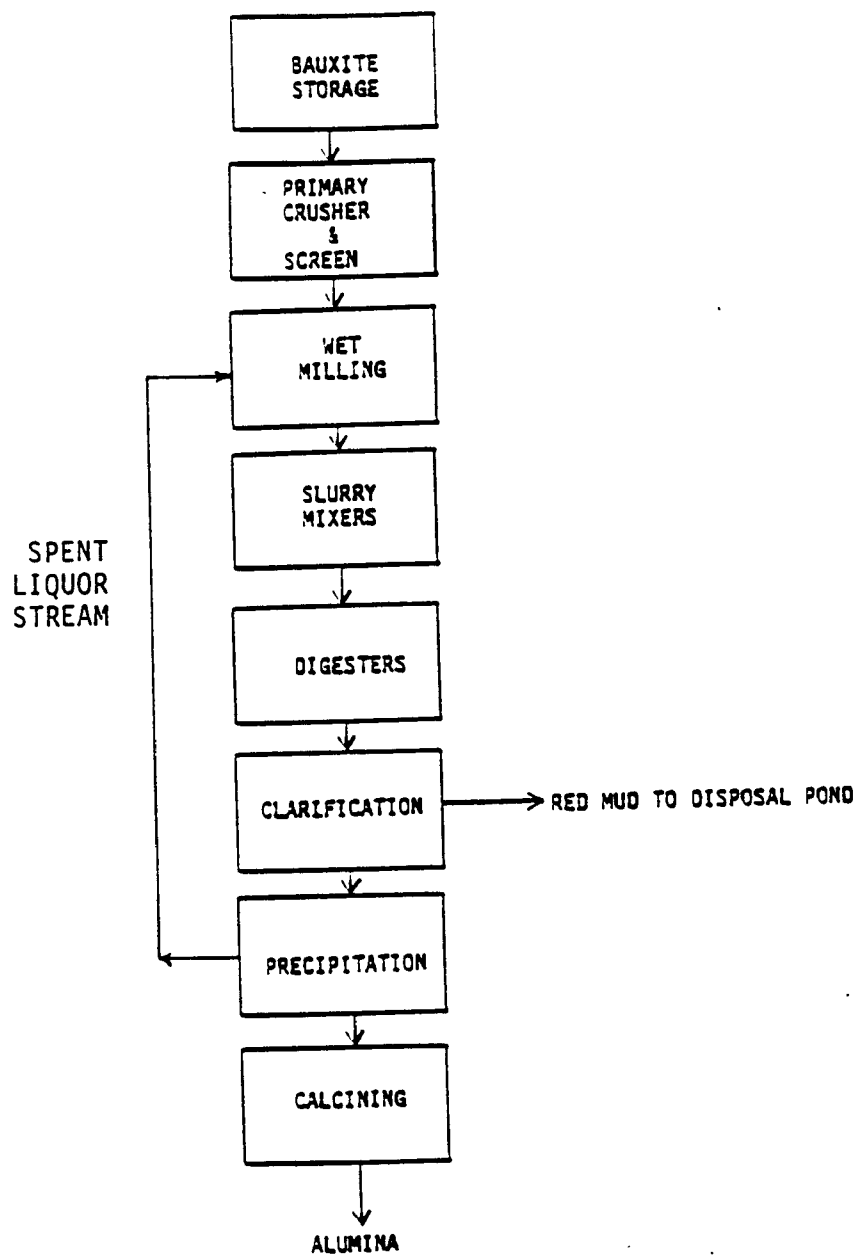 BAUXITE
STORAGE
PRIMARY
CRUSHER
&
SCREEN
WET
MILLING
SLURRY
MIXERS
SPENT
LIQUOR
STREAM
DIGESTERS
CLARIFICATION
RED MUD TO DISPOSAL POND
PRECIPITATION
CALCINING
ALUMINA